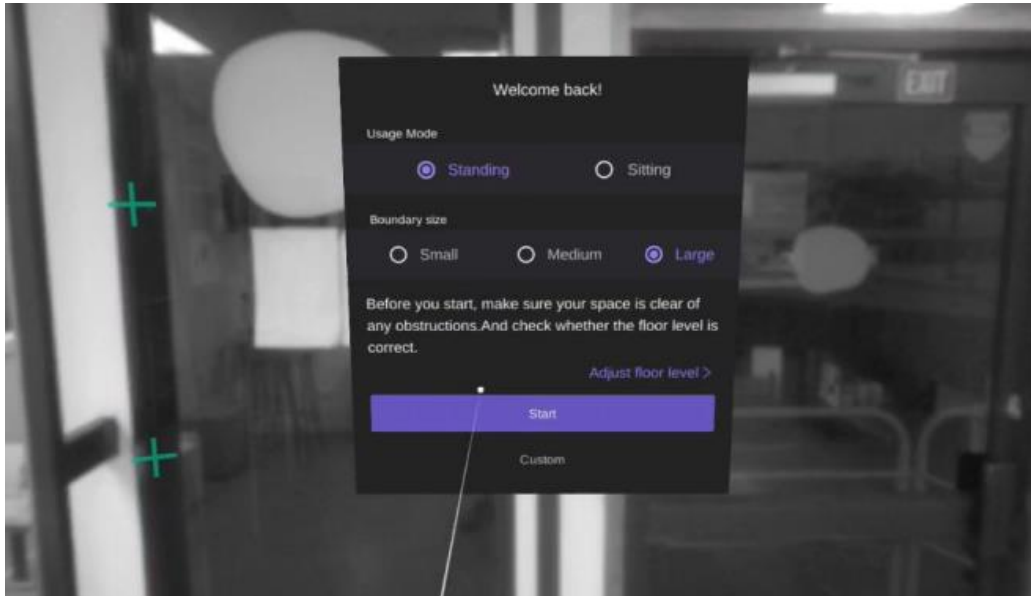 Welcome back!
EXIT
Usage Mode
Standing Sitting
Boundary size
Small Medium Large
Before you start, make sure your space is clear of
any obstructions.And check whether the floor level is
correct.
Adjust floor level >
Start
Custom